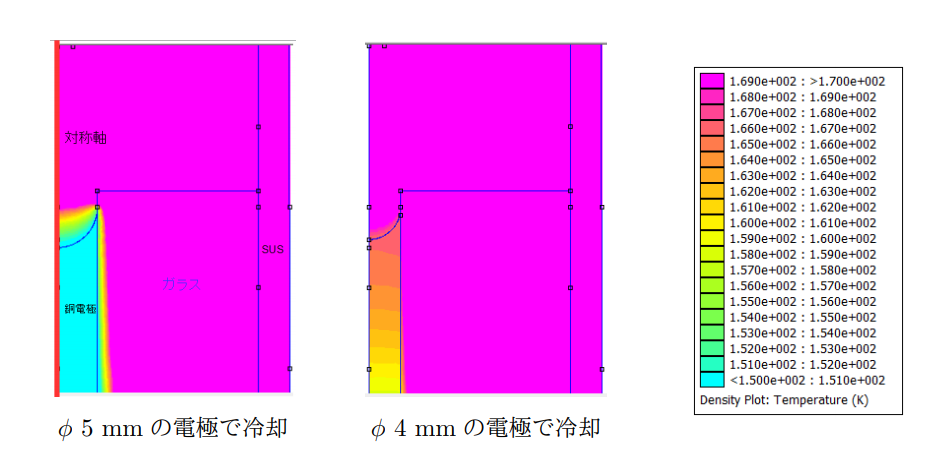 対称軸
SUS
ガラス
銅電極
φ 5 mm の電極で冷却
φ 4 mm の電極で冷却
1.690e+002 : >1.700e+002
1.680e+002 : 1.690e+002
1.670e+002 : 1.680e+002
1.660e+002 : 1.670e+002
1.650e+002 : 1.660e+002
1.640e+002 : 1.650e+002
1.630e+002 : 1.640e+002
1.620e+002 : 1.630e+002
1.610e+002 : 1.620e+002
1.600e+002 : 1.610e+002
1.590e+002 : 1.600e+002
1.580e+002 : 1.590e+002
1.570e+002 : 1.580e+002
1.560e+002 : 1.570e+002
1.550e+002 : 1.560e+002
1.540e+002 : 1.550e+002
1.530e+002 : 1.540e+002
1.520e+002 : 1.530e+002
1.510e+002 : 1.520e+002
<1.500e+002 : 1.510e+002
Density Plot: Temperature (K)